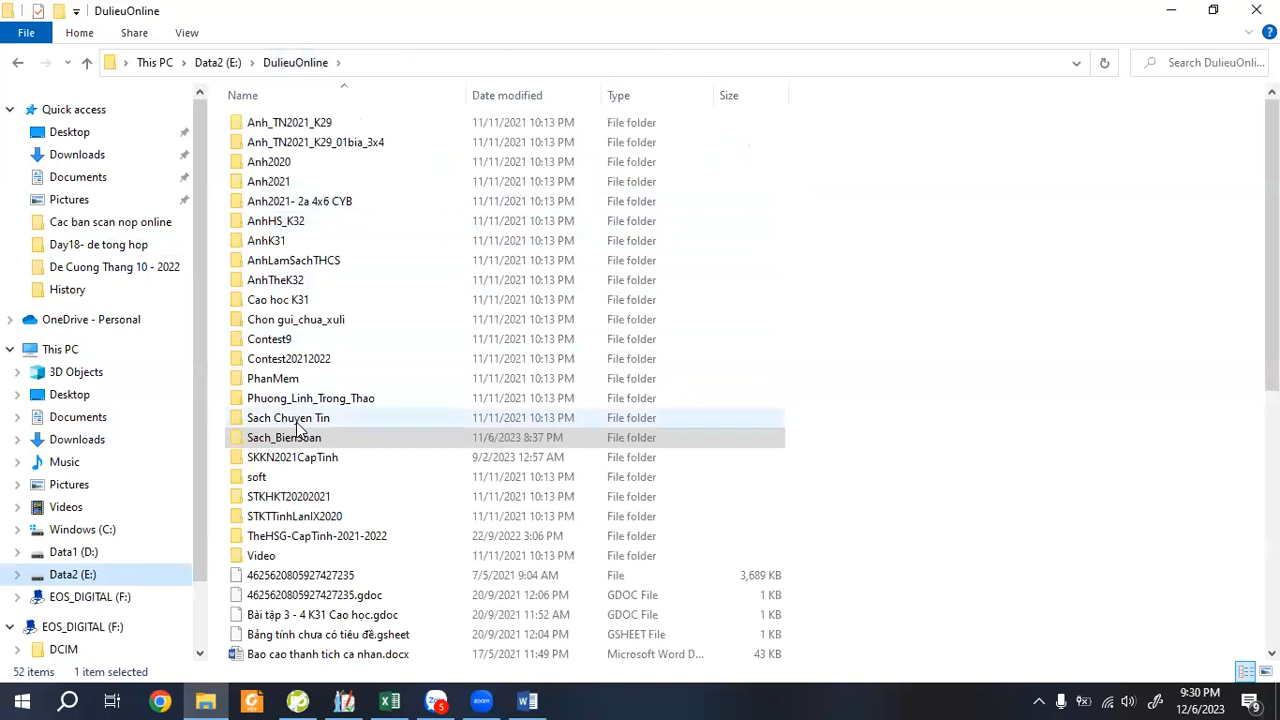 DulieuOnline
File Home Share View
This PC Data2 (E:) DulieuOnline Search DulieuOnli...
Name Date modified Type Size
Quick access
Desktop
Downloads
Documents
Pictures
Cac ban scan nop online
Day18- de tong hop
De Cuong Thang 10 - 2022
History
OneDrive - Personal
This PC
3D Objects
Desktop
Documents
Downloads
Music
Pictures
Videos
Windows (C:)
Data1 (D:)
Data2 (E:)
EOS_DIGITAL (F:)
EOS_DIGITAL (F:)
DCIM
Anh_TN2021_K29 11/11/2021 10:13 PM File folder
Anh_TN2021_K29_01bia_3x4 11/11/2021 10:13 PM File folder
Anh2020 11/11/2021 10:13 PM File folder
Anh2021 11/11/2021 10:13 PM File folder
Anh2021- 2a 4x6 CYB 11/11/2021 10:13 PM File folder
AnhHS_K32 11/11/2021 10:13 PM File folder
AnhK31 11/11/2021 10:13 PM File folder
AnhLamSachTHCS 11/11/2021 10:13 PM File folder
AnhTheK32 11/11/2021 10:13 PM File folder
Cao hoc K31 11/11/2021 10:13 PM File folder
Chon gui_chua_xuli 11/11/2021 10:13 PM File folder
Contest9 11/11/2021 10:13 PM File folder
Contest20212022 11/11/2021 10:13 PM File folder
PhanMem 11/11/2021 10:13 PM File folder
Phuong_Linh_Trong_Thao 11/11/2021 10:13 PM File folder
Sach Chuyen Tin 11/11/2021 10:13 PM File folder
Sach_BienSoan 11/6/2023 8:37 PM File folder
SKKN2021CapTinh 9/2/2023 12:57 AM File folder
soft 11/11/2021 10:13 PM File folder
STKHKT20202021 11/11/2021 10:13 PM File folder
STKTTinhLanIX2020 11/11/2021 10:13 PM File folder
TheHSG-CapTinh-2021-2022 22/9/2022 3:06 PM File folder
Video 11/11/2021 10:13 PM File folder
4625620805927427235 7/5/2021 9:04 AM File 3,689 KB
4625620805927427235.gdoc 20/9/2021 12:06 PM GDOC File 1 KB
Bài tập 3 - 4 K31 Cao học.gdoc 20/9/2021 11:52 AM GDOC File 1 KB
Bảng tính chưa có tiêu đề.gsheet 20/9/2021 12:04 PM GSHEET File 1 KB
Bao cao thanh tich ca nhan.docx 17/5/2021 11:49 PM Microsoft Word D... 43 KB
52 items 1 item selected
5
zoom
9:30 PM
12/6/2023
9